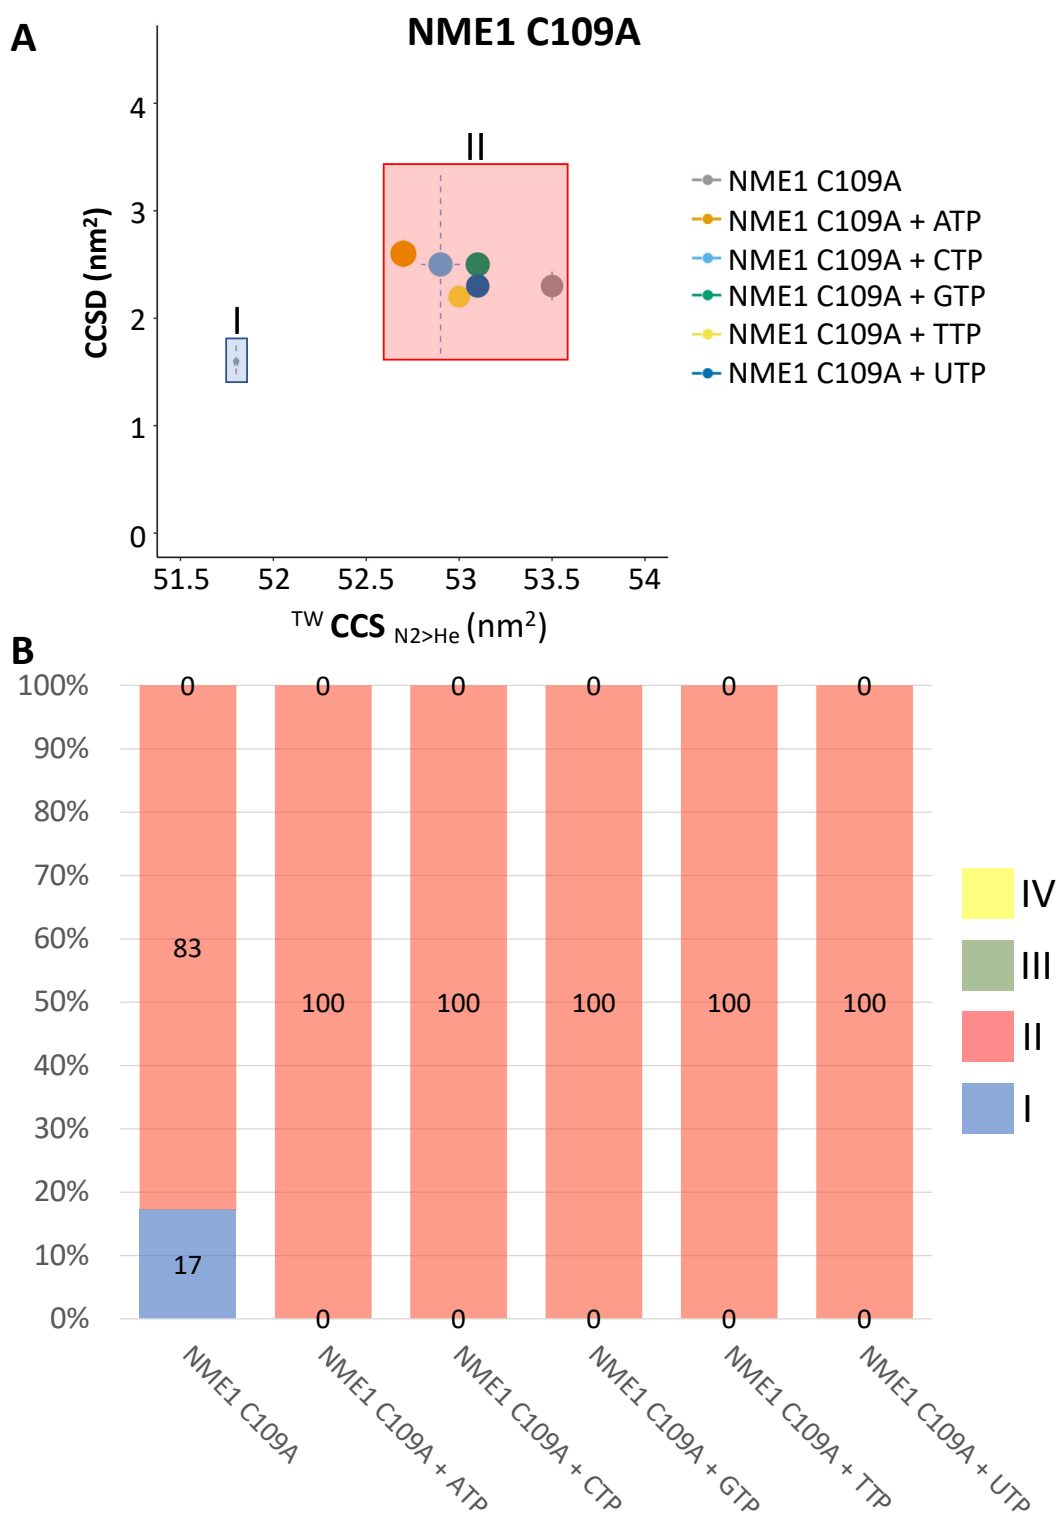 A
NME1 C109A
CCSD (nm²)
4
3
2
1
0
I
II
51.5 52 52.5 53 53.5 54
TW CCS N2>He (nm²)
NME1 C109A
NME1 C109A + ATP
NME1 C109A + CTP
NME1 C109A + GTP
NME1 C109A + TTP
NME1 C109A + UTP
B
100%
90%
80%
70%
60%
50%
40%
30%
20%
10%
0%
0 0 0 0 0 0
83
100 100 100 100 100
17
0 0 0 0 0
NME1 C109A
NME1 C109A + ATP
NME1 C109A + CTP
NME1 C109A + GTP
NME1 C109A + TTP
NME1 C109A + UTP
IV
III
II
I